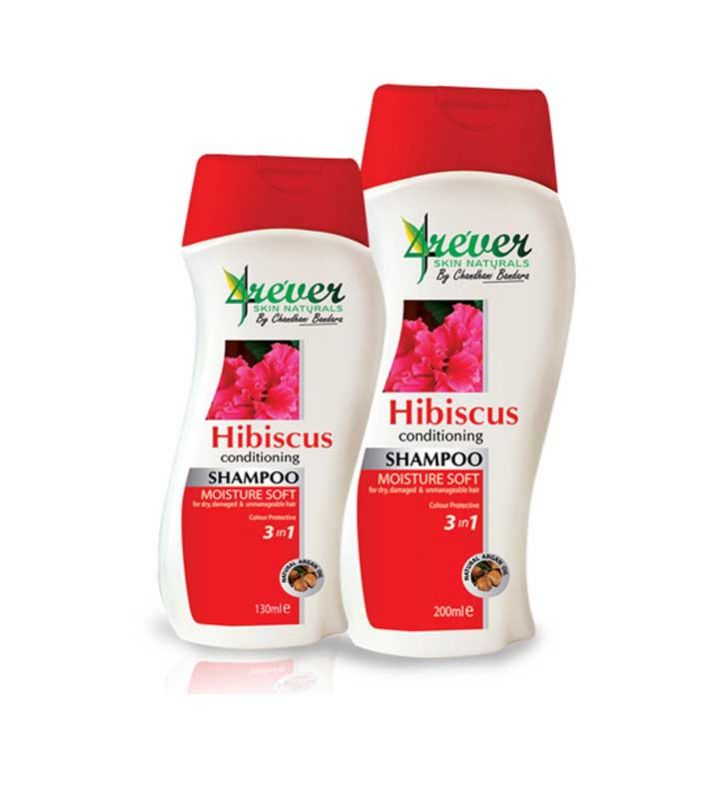 4réver
SKIN NATURALS
By Chandhani Bandara
Hibiscus
conditioning
SHAMPOO
MOISTURE SOFT
for dry, damaged & unmanageable hair
Colour Protective
3 in 1
NATURAL ARGAN OIL
130ml e
4réver
SKIN NATURALS
By Chandhani Bandara
Hibiscus
conditioning
SHAMPOO
MOISTURE SOFT
for dry, damaged & unmanageable hair
Colour Protective
3 in 1
NATURAL ARGAN OIL
200ml e